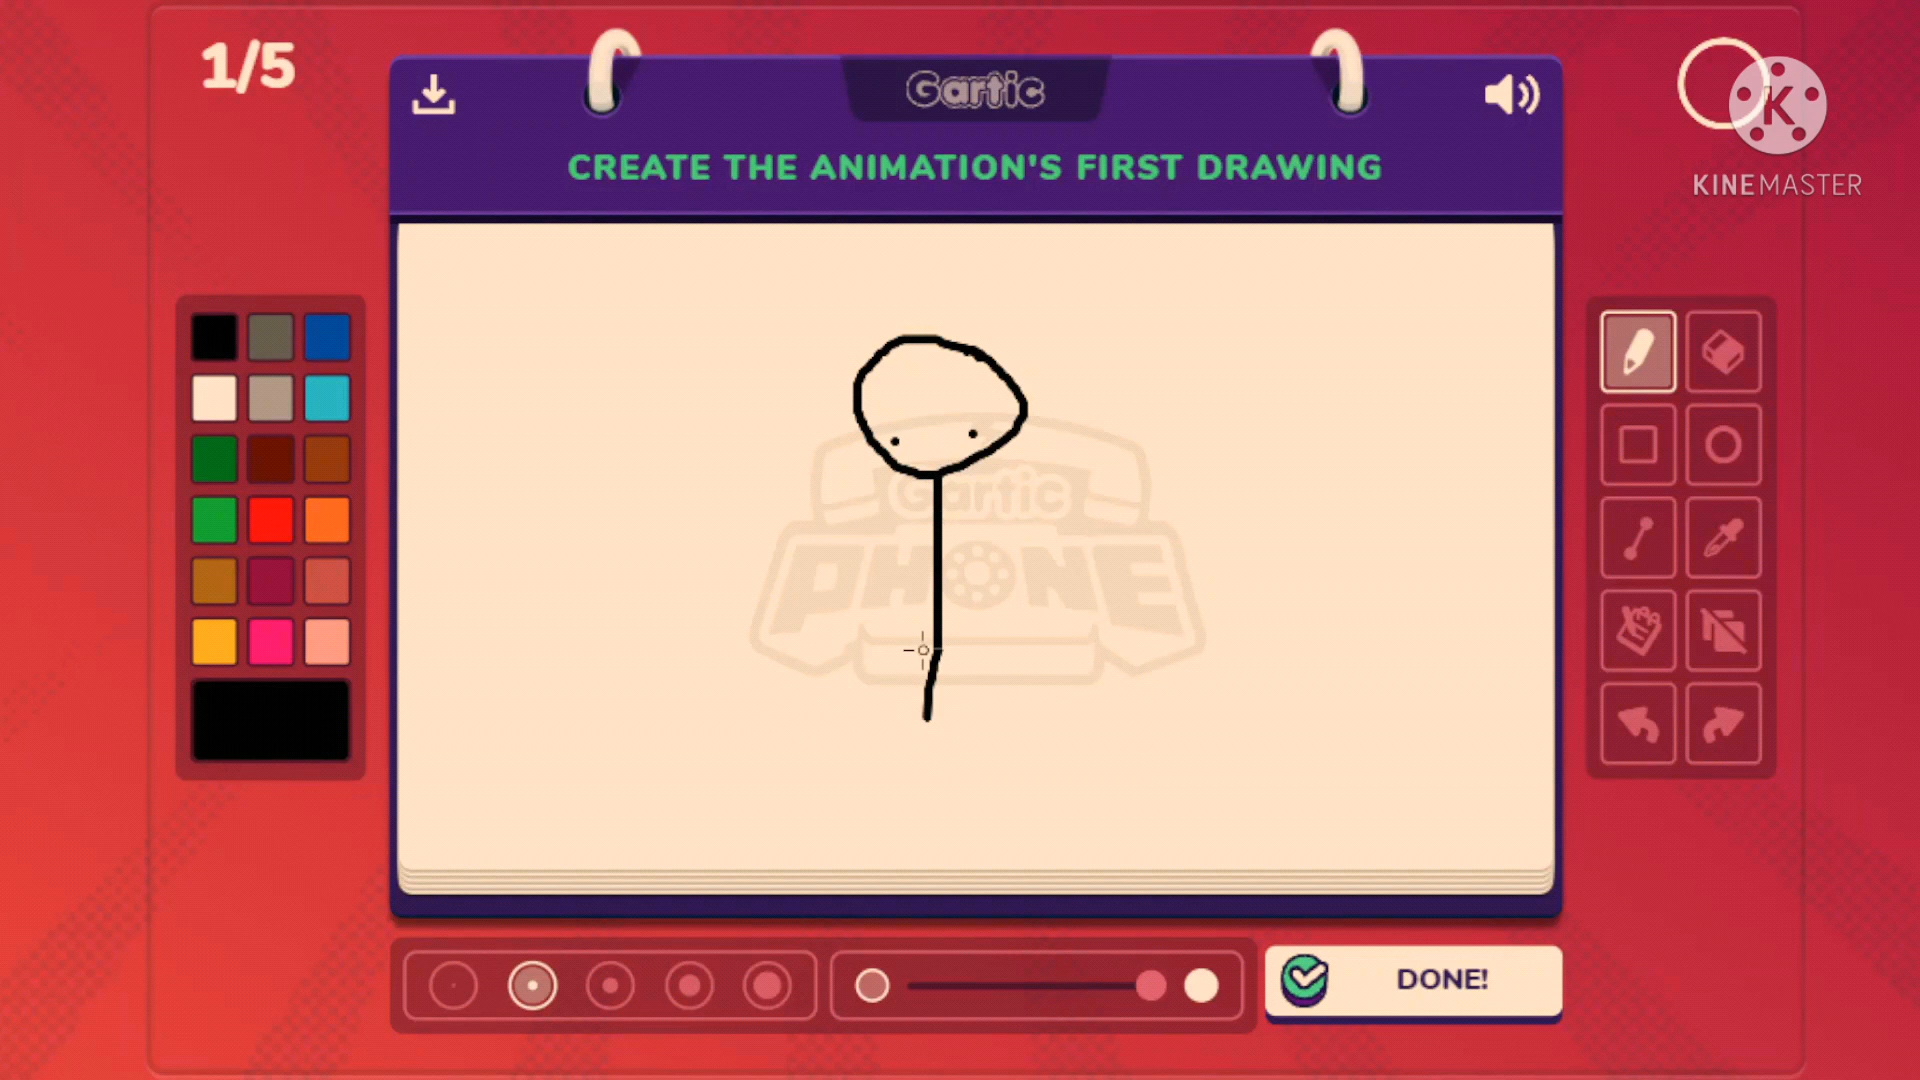 1/5
Gartic
KINEMASTER
CREATE THE ANIMATION'S FIRST DRAWING
Gartic
PHONE
DONE!